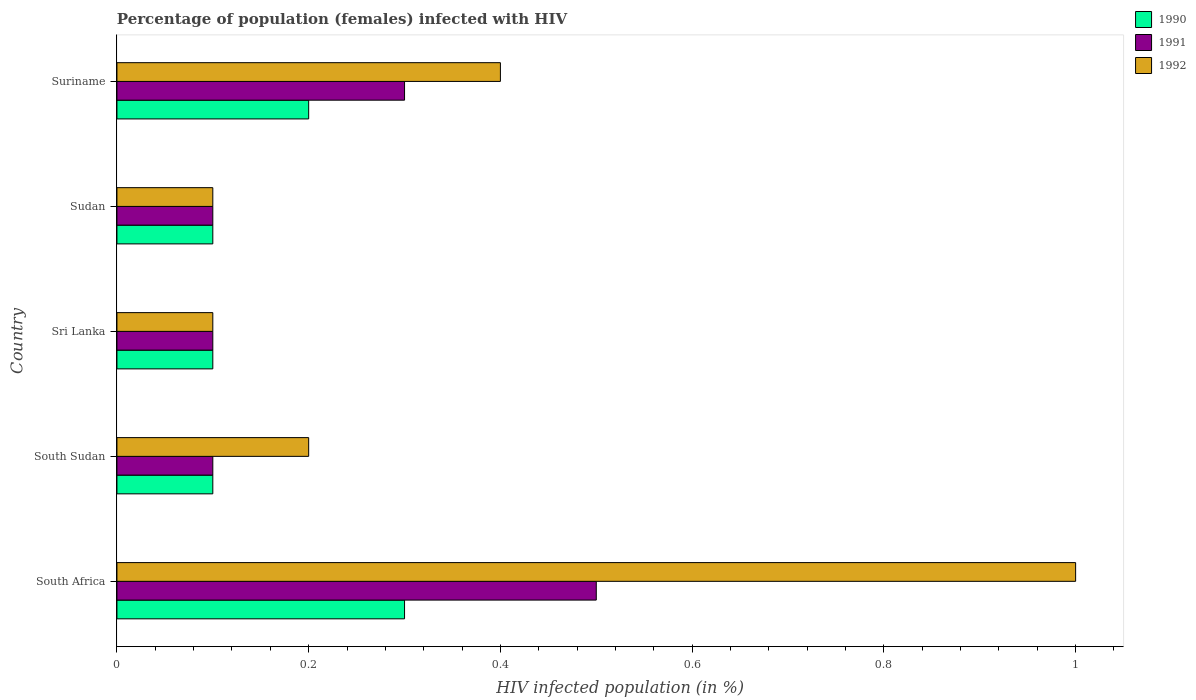 Percentage of population (females) infected with HIV
1990
1991
1992
Suriname
Sudan
Sri Lanka
South Sudan
South Africa
Country
0
0.2
0.4
0.6
0.8
1
HIV infected population (in %)